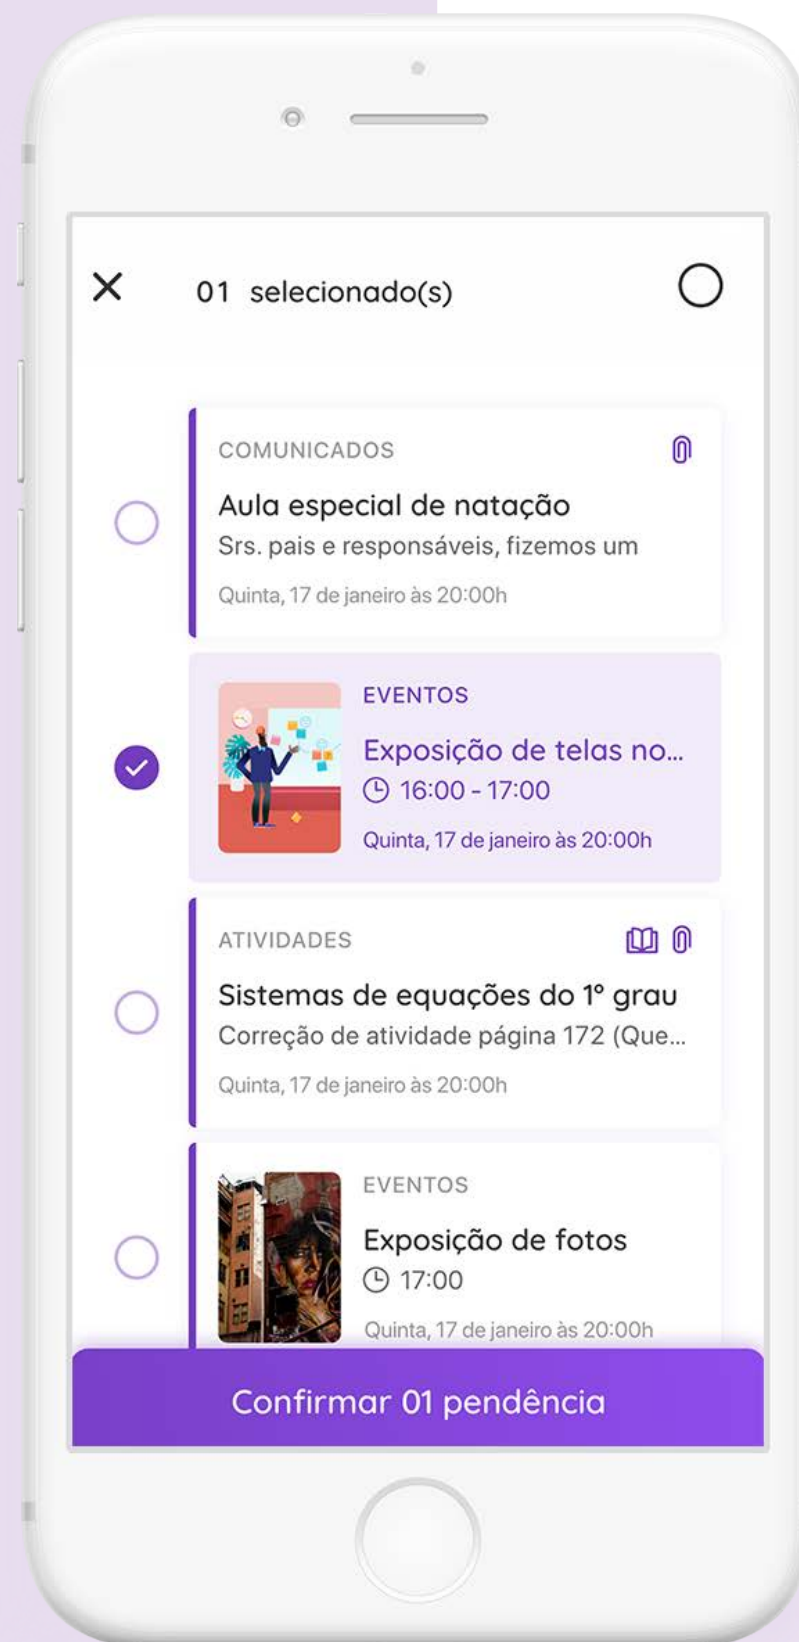 01 selecionado(s)
COMUNICADOS
Aula especial de natação
Srs. pais e responsáveis, fizemos um
Quinta, 17 de janeiro às 20:00h
EVENTOS
Exposição de telas no...
16:00 - 17:00
Quinta, 17 de janeiro às 20:00h
ATIVIDADES
Sistemas de equações do 1º grau
Correção de atividade página 172 (Que...
Quinta, 17 de janeiro às 20:00h
EVENTOS
Exposição de fotos
17:00
Quinta, 17 de janeiro às 20:00h
Confirmar 01 pendência